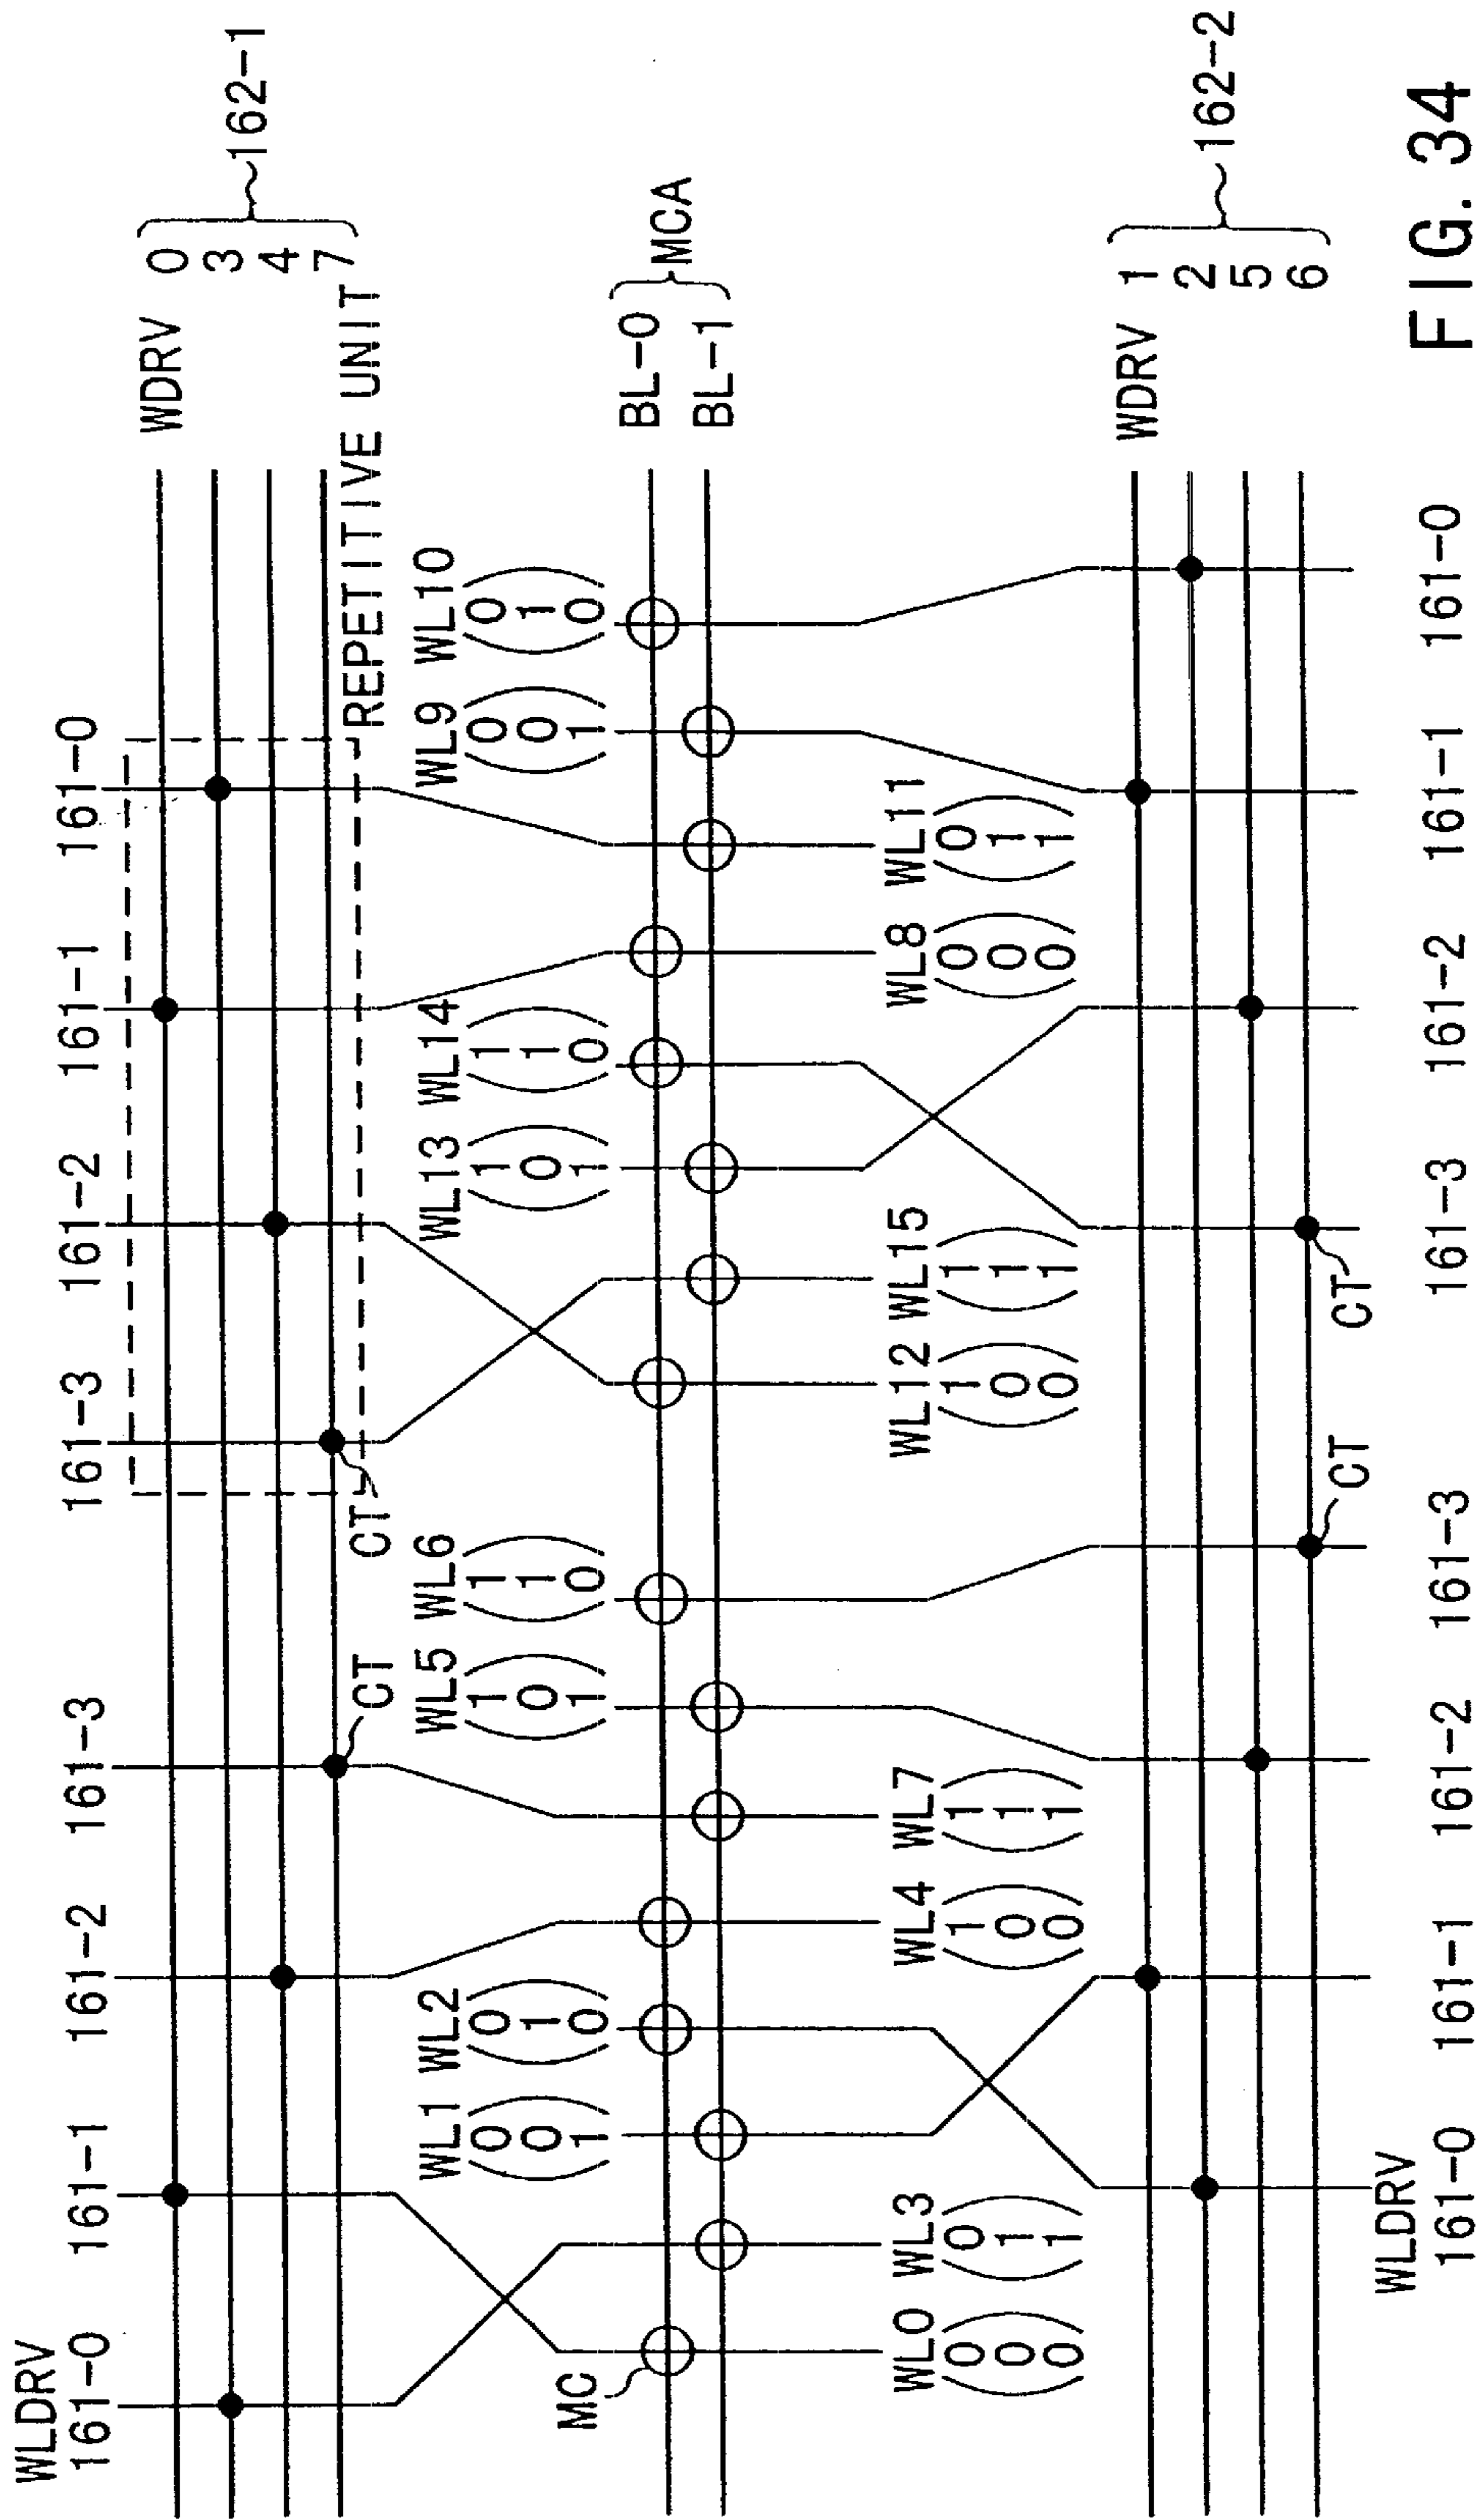 WLDRV
161-0 161-1 161-2 161-3 161-3 161-2 161-1 161-0
WDRV 0
3
4
7
162-1
REPETITIVE UNIT
CT CT
WL1 WL2 WL5 WL6 WL13 WL14 WL9 WL10
0 0 1 1 1 1 0 0
0 1 0 1 0 1 0 1
1 0 1 0 1 0 1 0
MC
BL-0
BL-1
MCA
WL0 WL3 WL4 WL7 WL12 WL15 WL8 WL11
0 0 1 1 1 1 0 0
0 1 0 1 0 1 0 1
0 1 0 1 0 1 0 1
WDRV 1
2
5
6
162-2
CT CT
WLDRV
161-0 161-1 161-2 161-3 161-3 161-2 161-1 161-0
FIG. 34